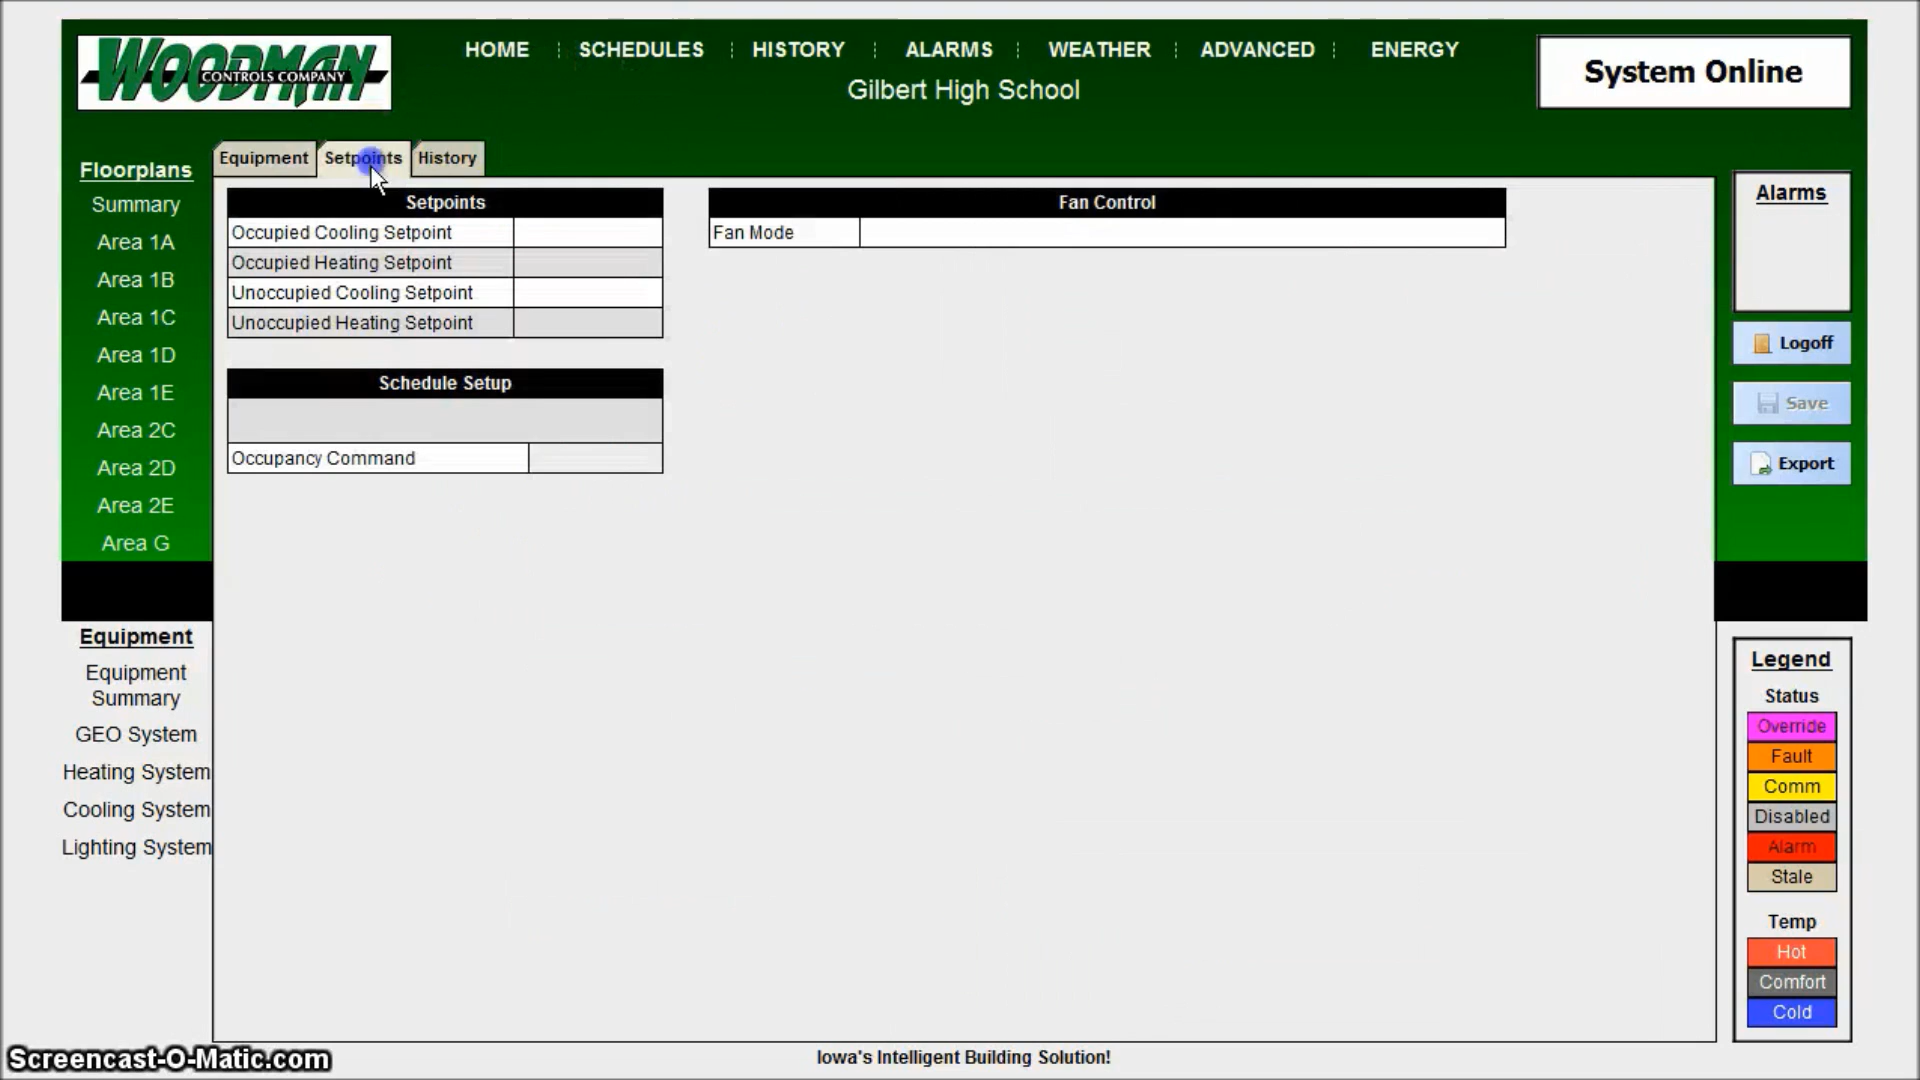 WOODMAN
CONTROLS COMPANY
HOME
SCHEDULES
HISTORY
ALARMS
WEATHER
ADVANCED
ENERGY
Gilbert High School
System Online
Floorplans
Summary
Area 1A
Area 1B
Area 1C
Area 1D
Area 1E
Area 2C
Area 2D
Area 2E
Area G
Equipment
Equipment
Summary
GEO System
Heating System
Cooling System
Lighting System
Equipment
Setpoints
History
Setpoints
Occupied Cooling Setpoint
Occupied Heating Setpoint
Unoccupied Cooling Setpoint
Unoccupied Heating Setpoint
Schedule Setup
Occupancy Command
Fan Control
Fan Mode
Alarms
Logoff
Save
Export
Legend
Status
Override
Fault
Comm
Disabled
Alarm
Stale
Temp
Hot
Comfort
Cold
Iowa's Intelligent Building Solution!
Screencast-O-Matic.com